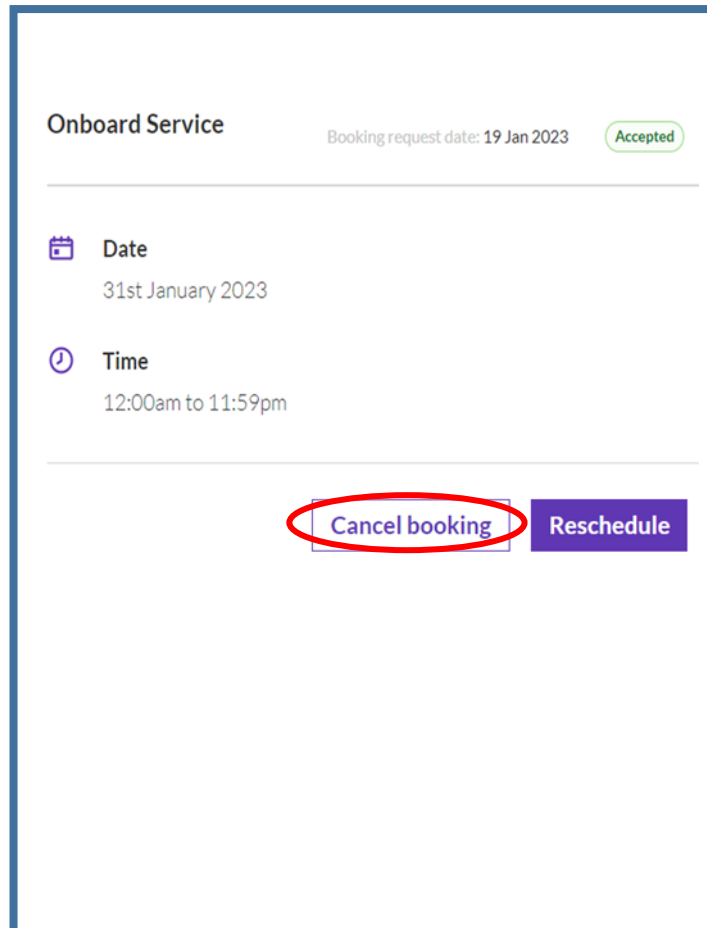 Onboard Service
Booking request date: 19 Jan 2023
Accepted
Date
31st January 2023
Time
12:00am to 11:59pm
Cancel booking
Reschedule